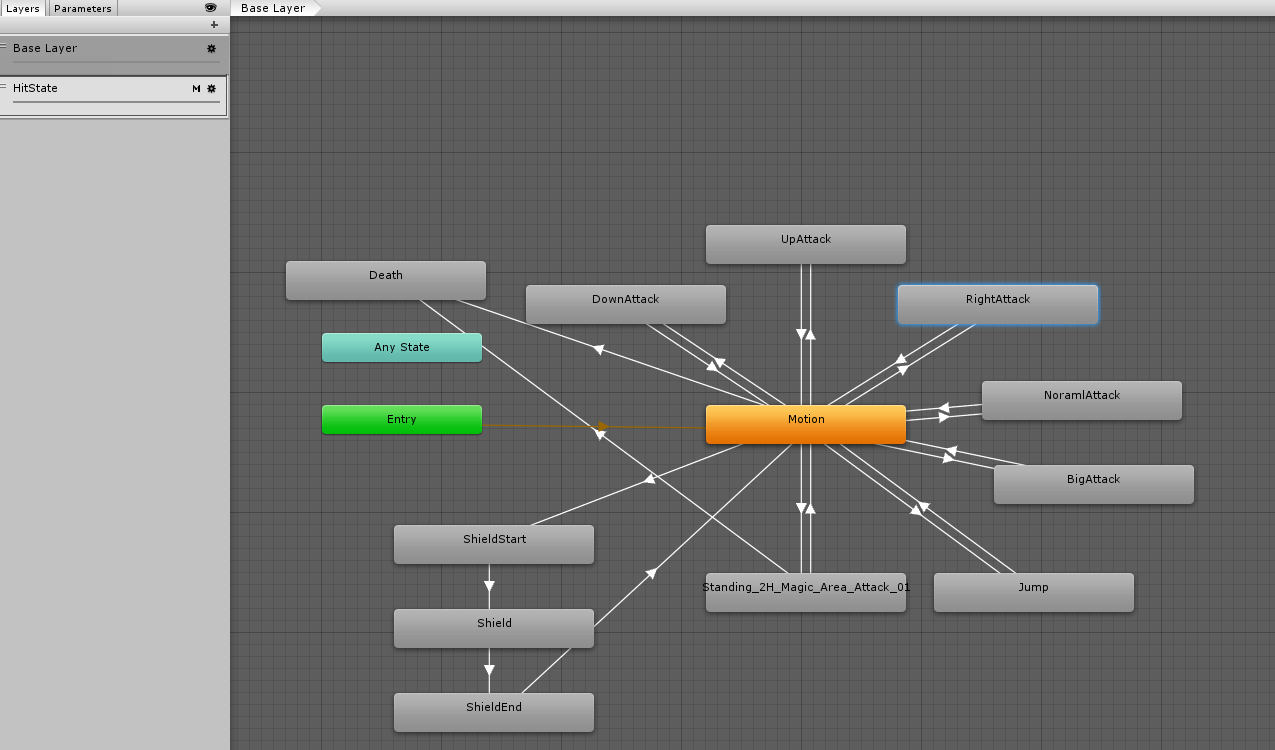 Layers Parameters
Base Layer
+
Base Layer
HitState M
UpAttack
Death
DownAttack
RightAttack
Any State
NoramlAttack
Entry
Motion
BigAttack
ShieldStart
Standing_2H_Magic_Area_Attack_01
Jump
Shield
ShieldEnd